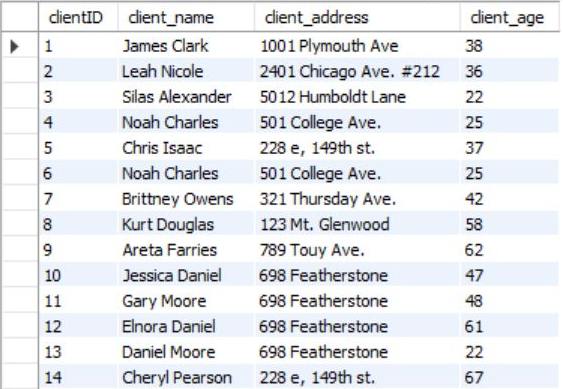 clientID client_name client_address client_age
1 James Clark 1001 Plymouth Ave 38
2 Leah Nicole 2401 Chicago Ave. #212 36
3 Silas Alexander 5012 Humboldt Lane 22
4 Noah Charles 501 College Ave. 25
5 Chris Isaac 228 e, 149th st. 37
6 Noah Charles 501 College Ave. 25
7 Brittney Owens 321 Thursday Ave. 42
8 Kurt Douglas 123 Mt. Glenwood 58
9 Areta Farries 789 Touy Ave. 62
10 Jessica Daniel 698 Featherstone 47
11 Gary Moore 698 Featherstone 48
12 Elnora Daniel 698 Featherstone 61
13 Daniel Moore 698 Featherstone 22
14 Cheryl Pearson 228 e, 149th st. 67